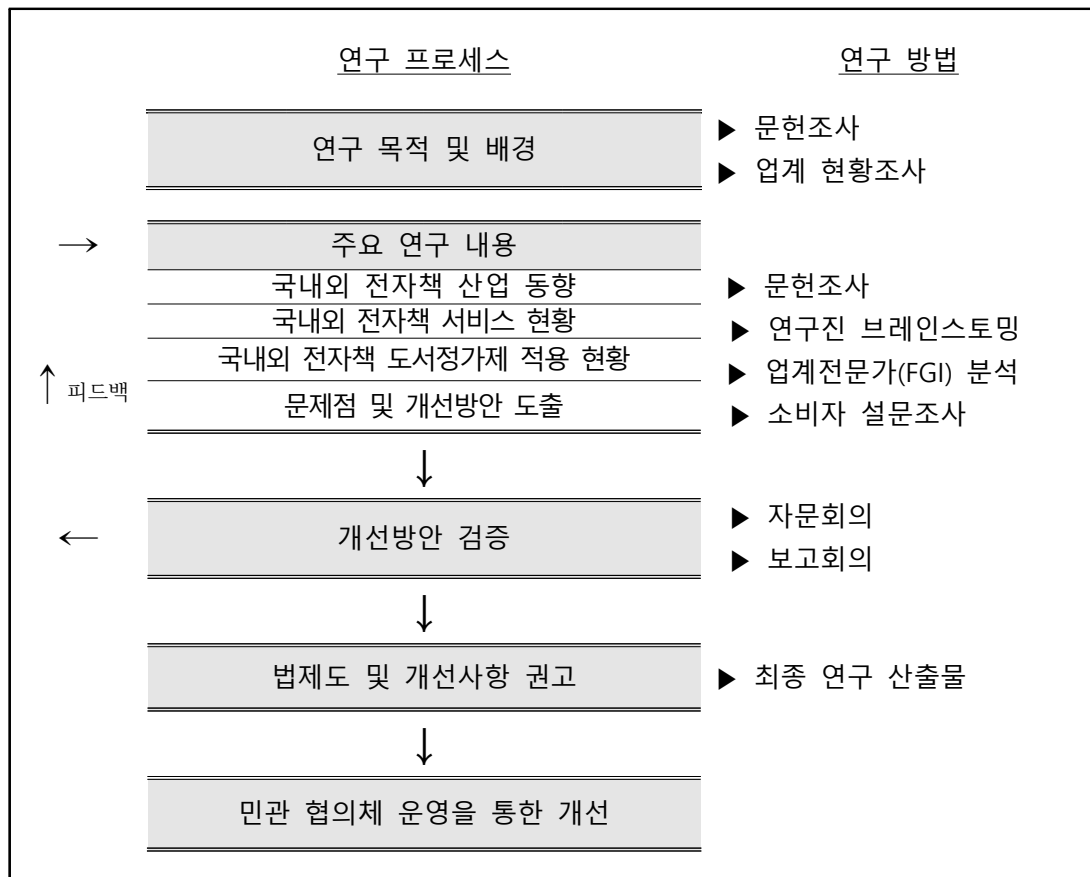 연구 프로세스
연구 방법
연구 목적 및 배경
▶ 문헌조사
▶ 업계 현황조사
→
주요 연구 내용
국내외 전자책 산업 동향
국내외 전자책 서비스 현황
국내외 전자책 도서정가제 적용 현황
문제점 및 개선방안 도출
▶ 문헌조사
▶ 연구진 브레인스토밍
▶ 업계전문가(FGI) 분석
▶ 소비자 설문조사
↑ 피드백
↓
←
개선방안 검증
▶ 자문회의
▶ 보고회의
↓
법제도 및 개선사항 권고
▶ 최종 연구 산출물
↓
민관 협의체 운영을 통한 개선